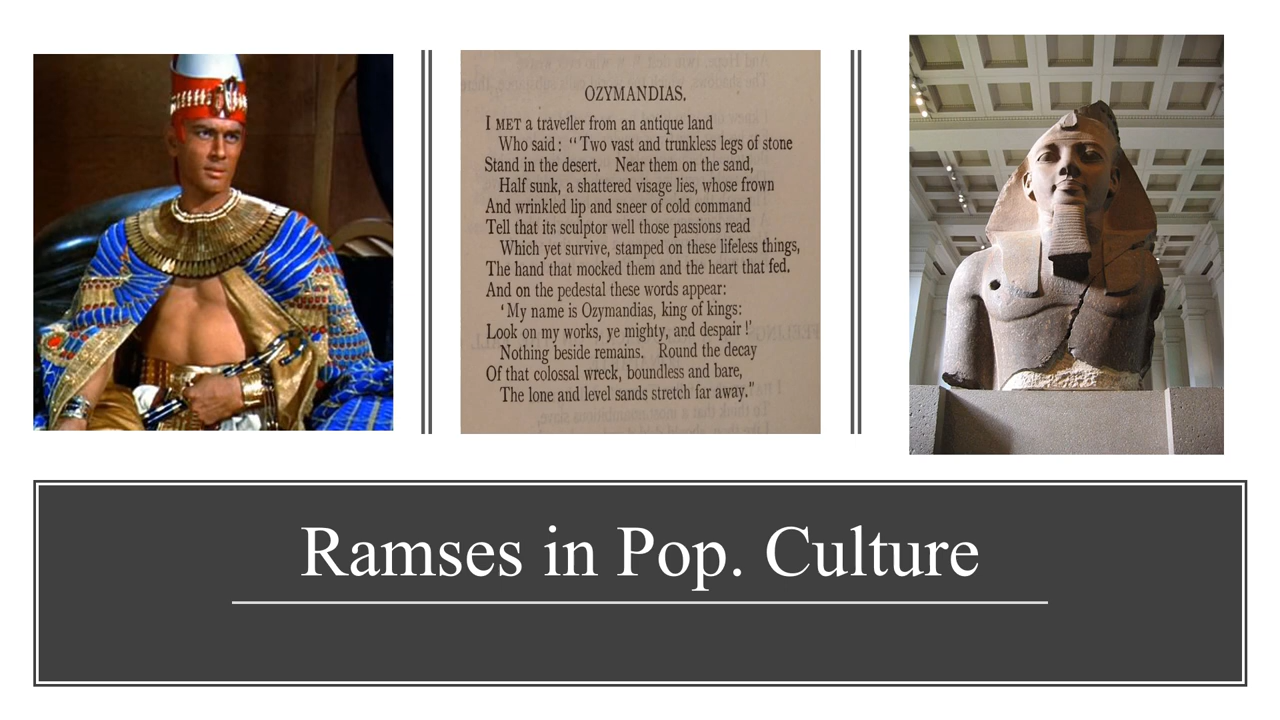 OZYMANDIAS.
I MET a traveller from an antique land
Who said: “Two vast and trunkless legs of stone
Stand in the desert. Near them on the sand,
Half sunk, a shattered visage lies, whose frown
And wrinkled lip and sneer of cold command
Tell that its sculptor well those passions read
Which yet survive, stamped on these lifeless things,
The hand that mocked them and the heart that fed.
And on the pedestal these words appear:
‘My name is Ozymandias, king of kings:
Look on my works, ye mighty, and despair!’
Nothing beside remains. Round the decay
Of that colossal wreck, boundless and bare,
The lone and level sands stretch far away.”
Ramses in Pop. Culture